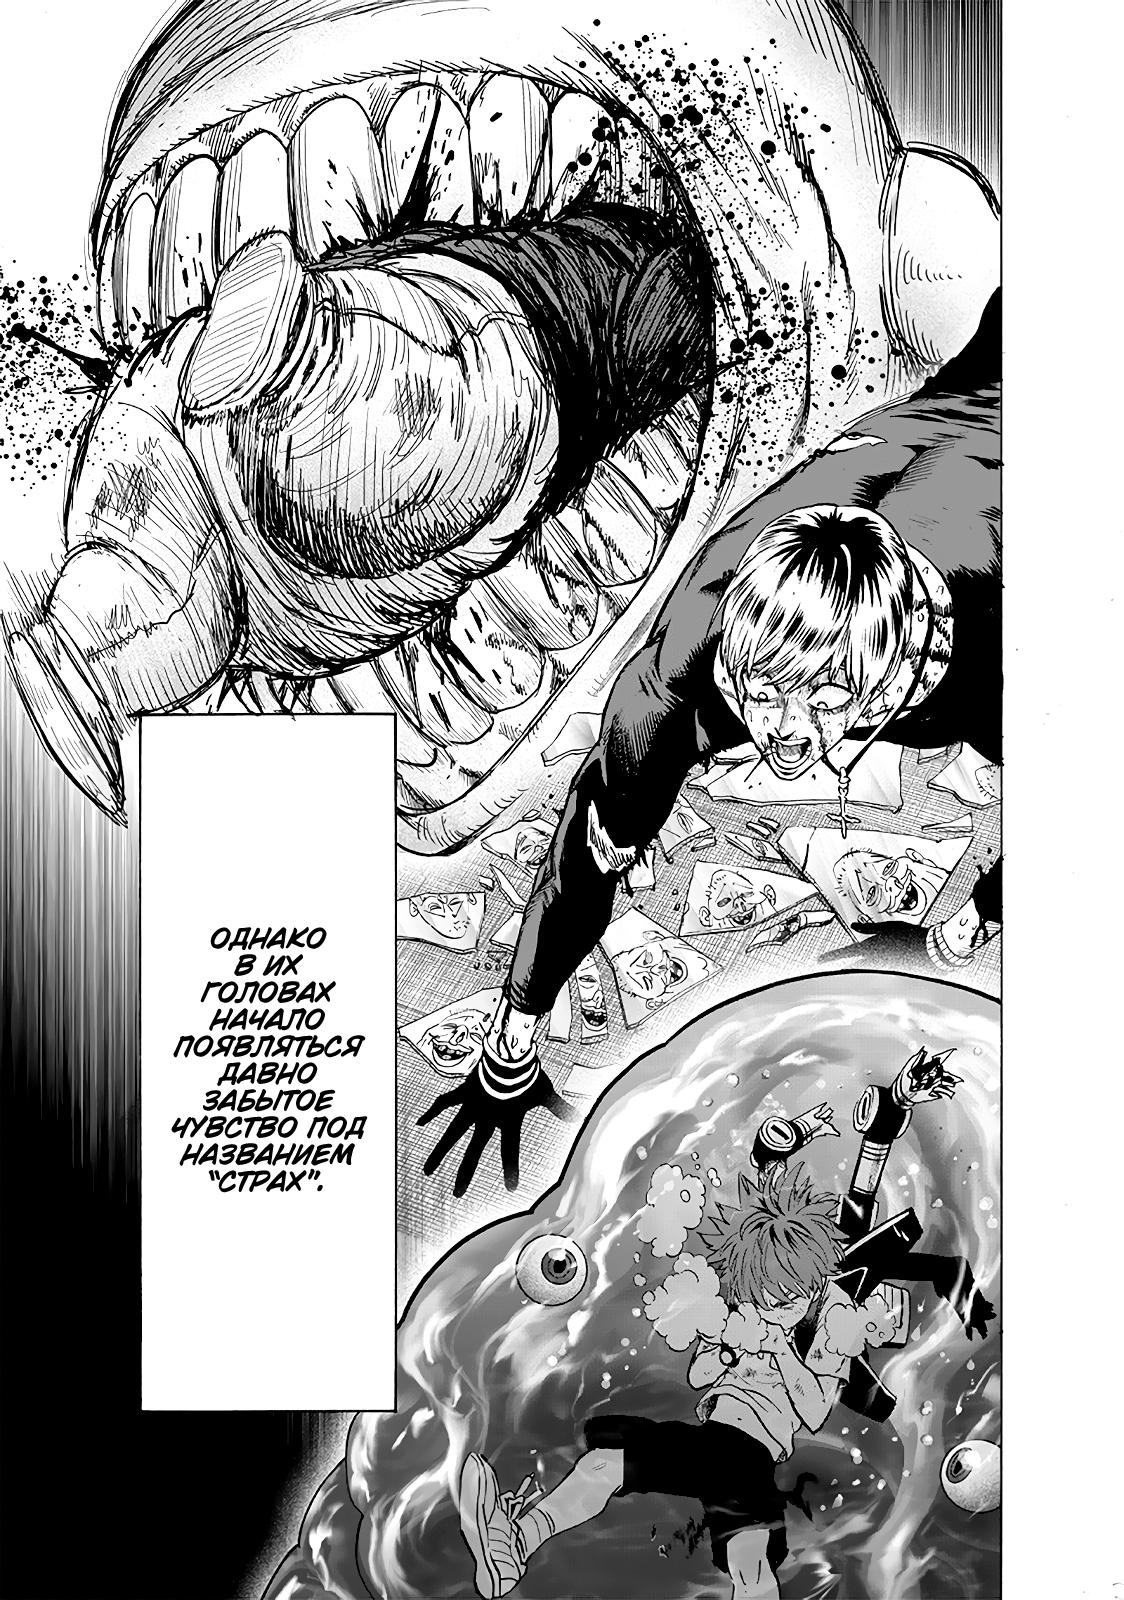 ОДНАКО
В ИХ
ГОЛОВАХ
НАЧАЛО
ПОЯВЛЯТЬСЯ
ДАВНО
ЗАБЫТОЕ
ЧУВСТВО ПОД
НАЗВАНИЕМ
"СТРАХ".